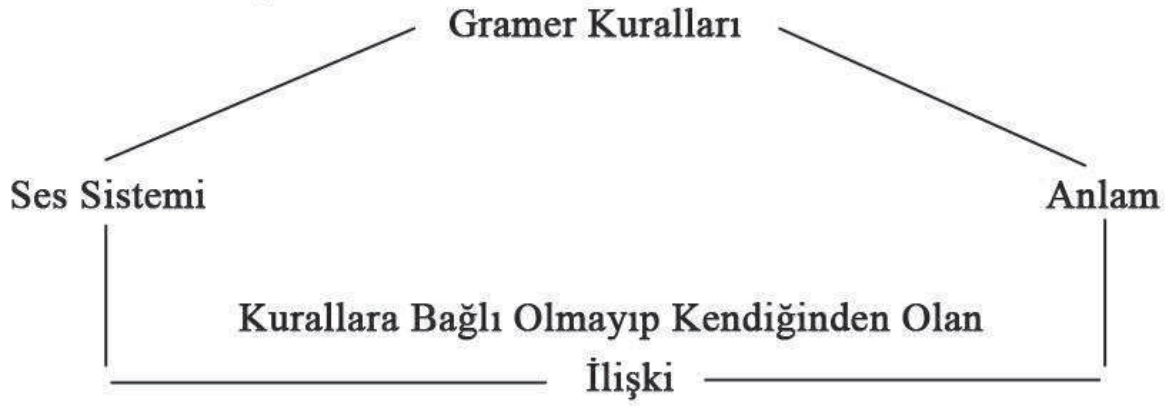 Gramer Kuralları
Ses Sistemi
Anlam
Kurallara Bağlı Olmayıp Kendiğinden Olan
İlişki